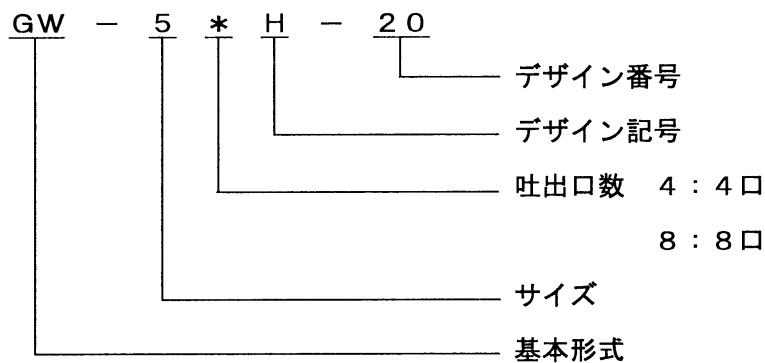 GW － 5 * H － 20
デザイン番号
デザイン記号
吐出口数 4：4口
8：8口
サイズ
基本形式